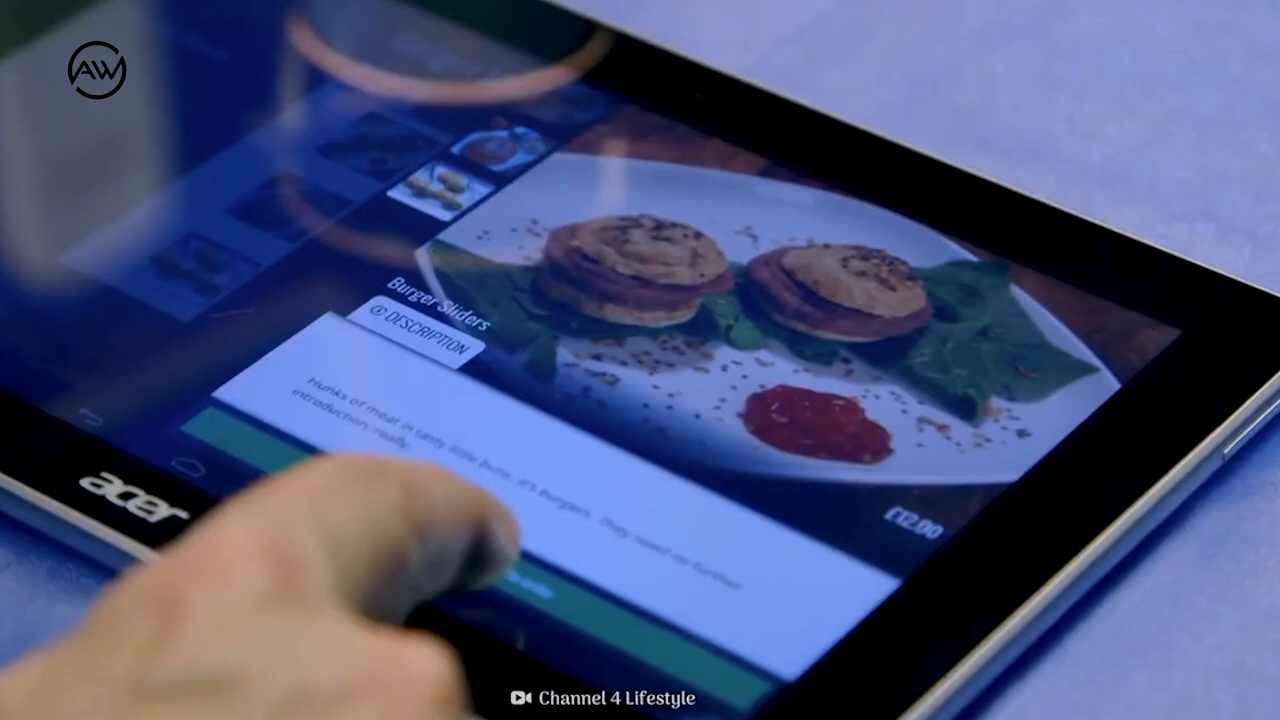 AW
Burger Sliders
DESCRIPTION
Hunks of meat in tasty little buns. It's burgers. They need no further
introduction, really.
£12.00
acer
Channel 4 Lifestyle